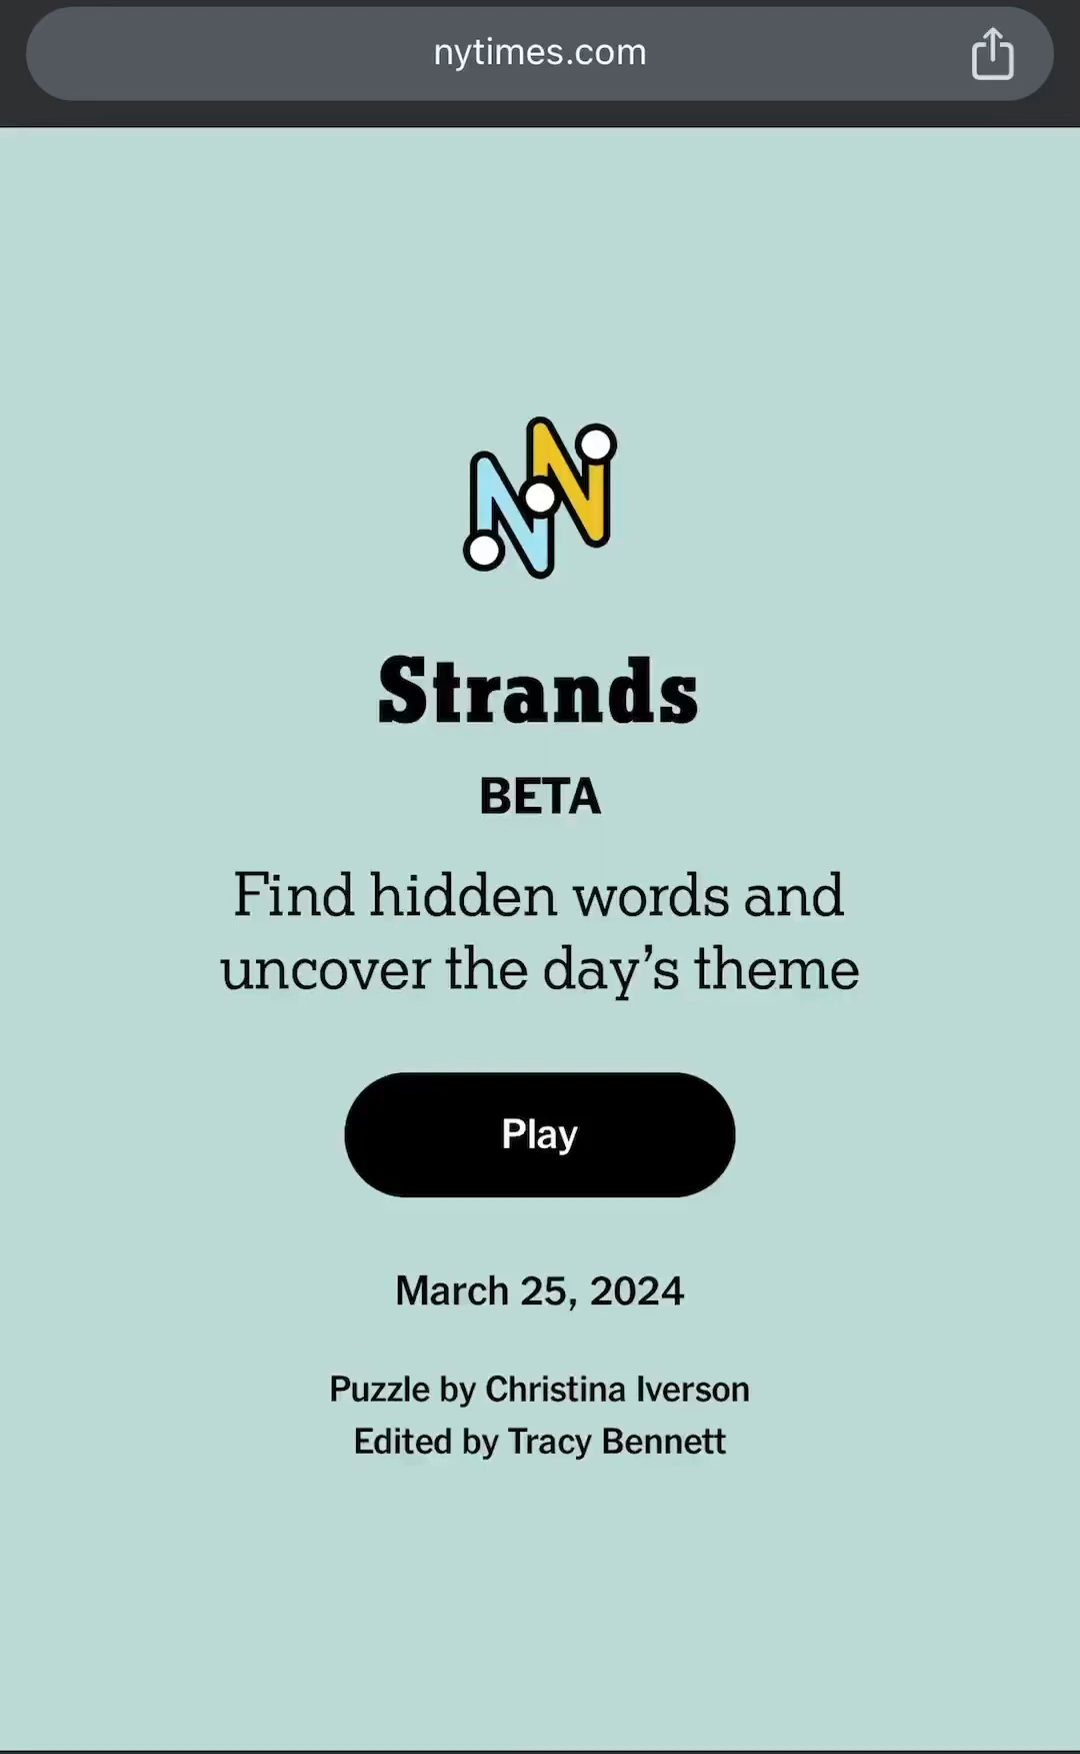 nytimes.com
Strands
BETA
Find hidden words and
uncover the day’s theme
Play
March 25, 2024
Puzzle by Christina Iverson
Edited by Tracy Bennett